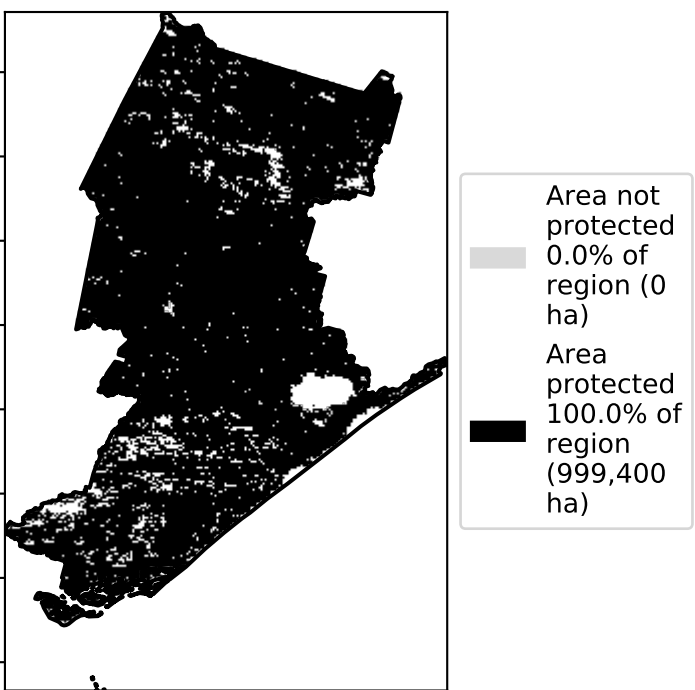 Area not
protected
0.0% of
region (0
ha)
Area
protected
100.0% of
region
(999,400
ha)